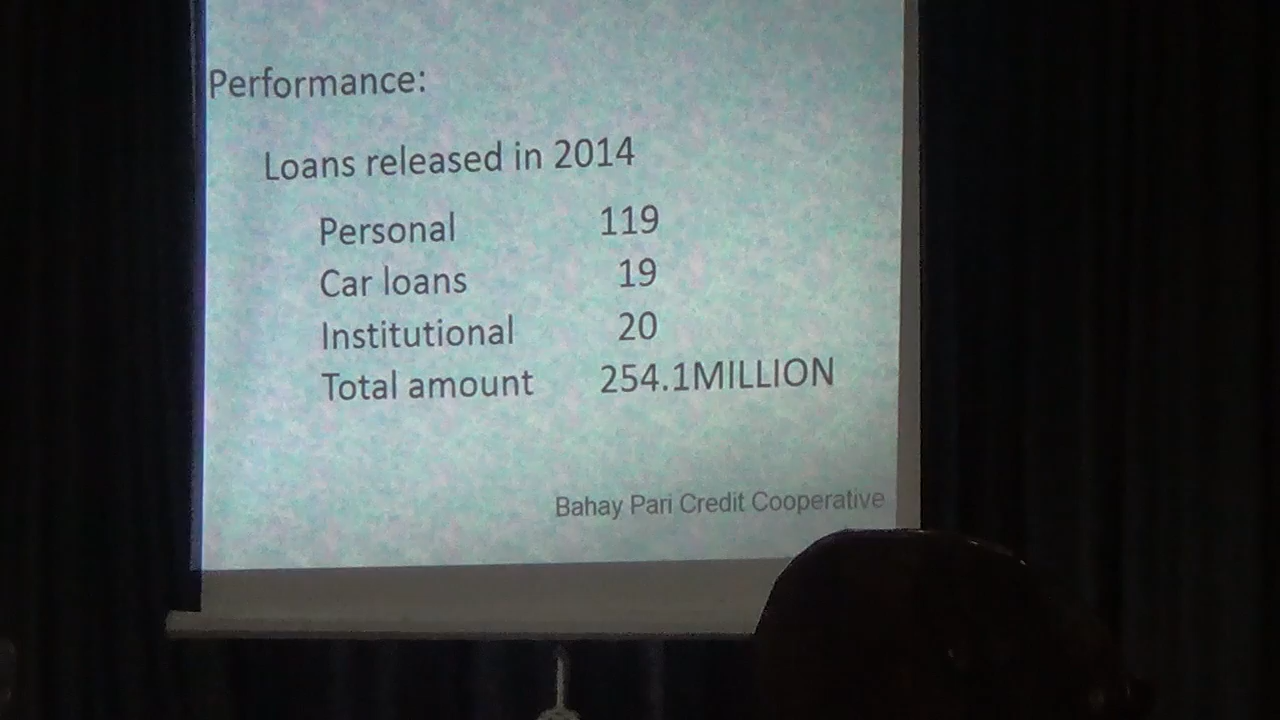 Performance:
Loans released in 2014
Personal 119
Car loans 19
Institutional 20
Total amount 254.1MILLION
Bahay Pari Credit Cooperative